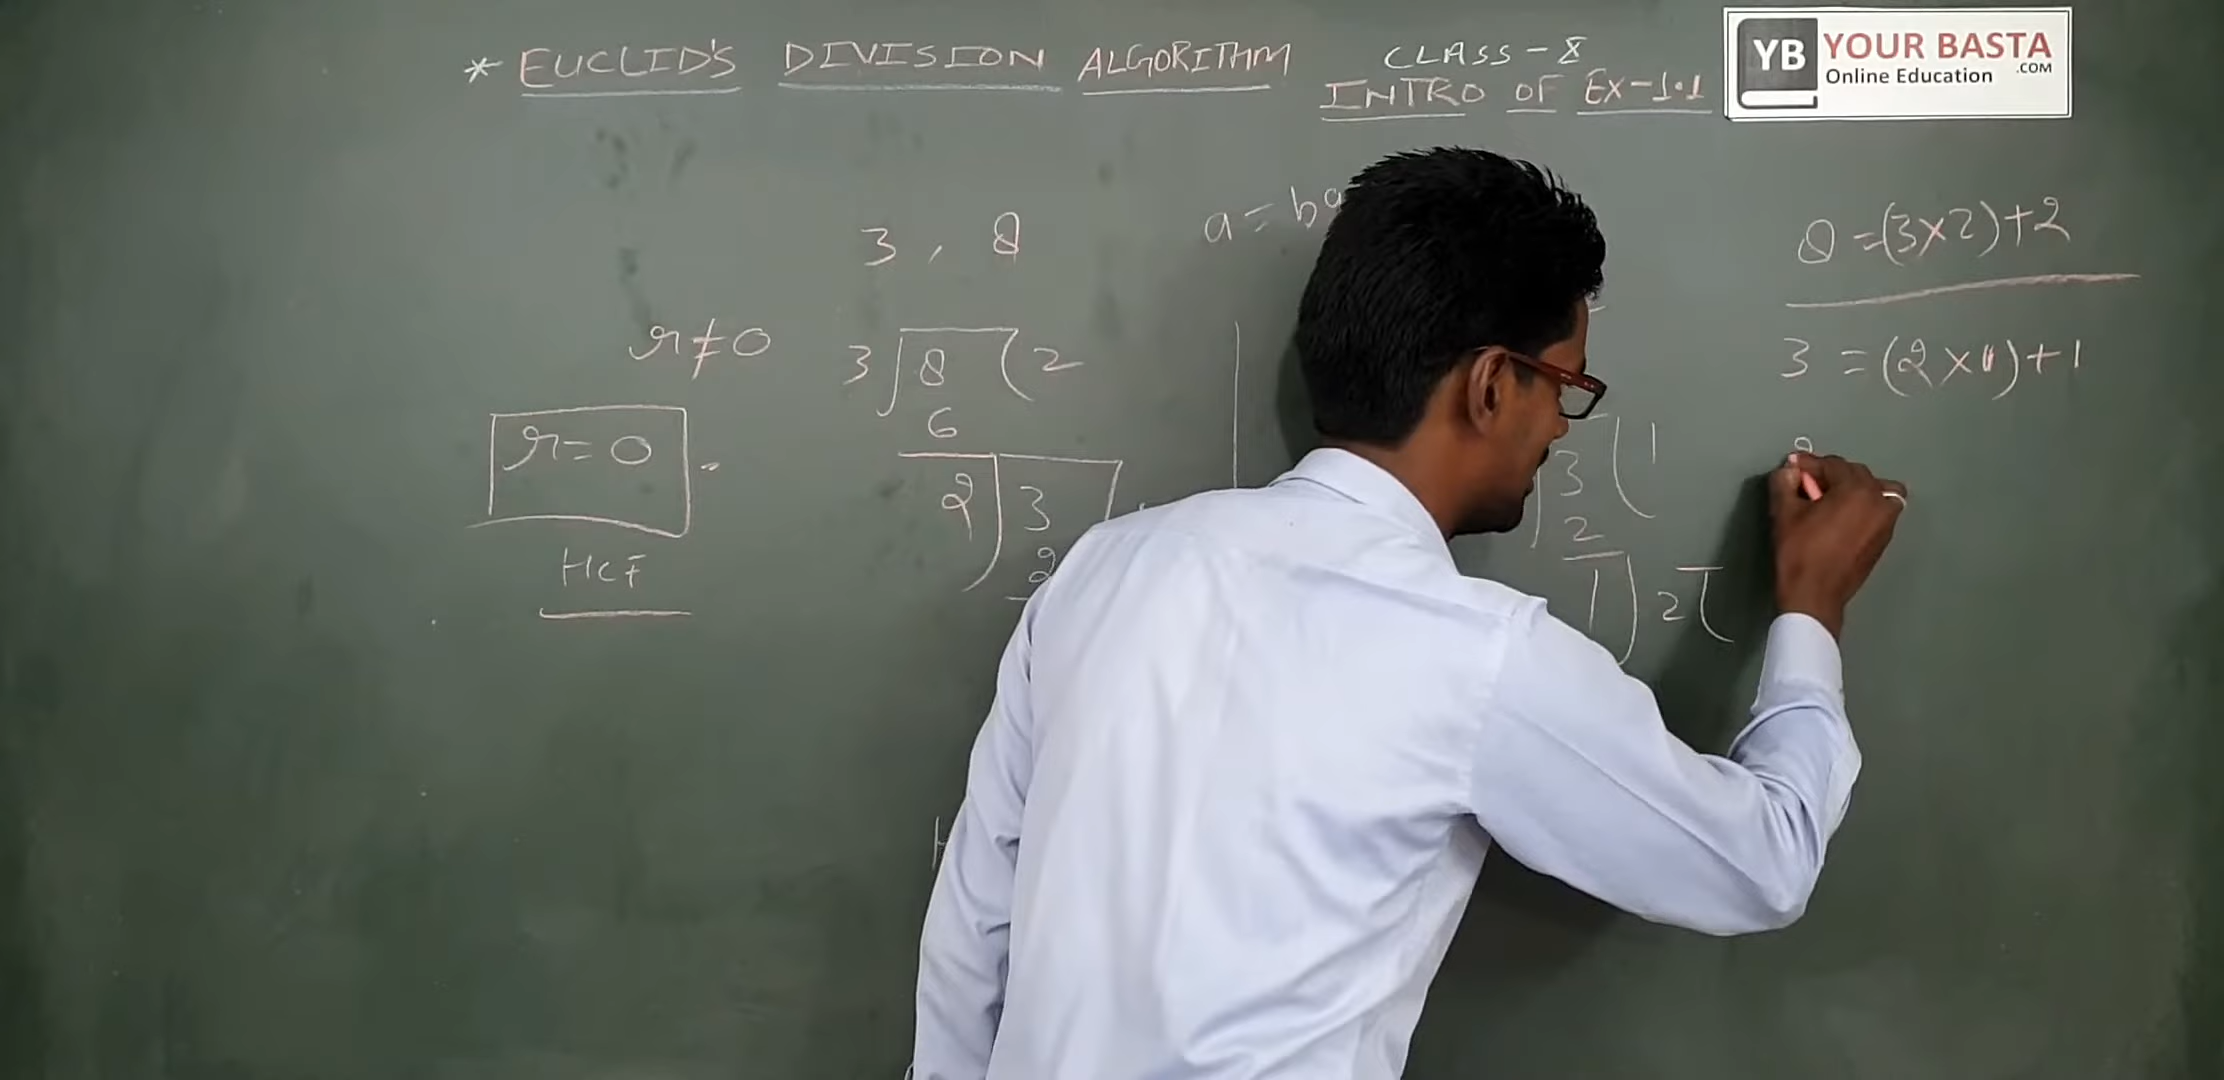 * EUCLID'S DIVISION ALGORITHM
CLASS - X
INTRO OF EX-1.1
YB YOUR BASTA .COM
Online Education
3 , 8
a = bq
8 = (3×2)+2
r≠0
3 8 ( 2
6
2 3
2
r = 0
HCF
3 ( 1
2
1 ) 2 (
3 = (2×1)+1
2